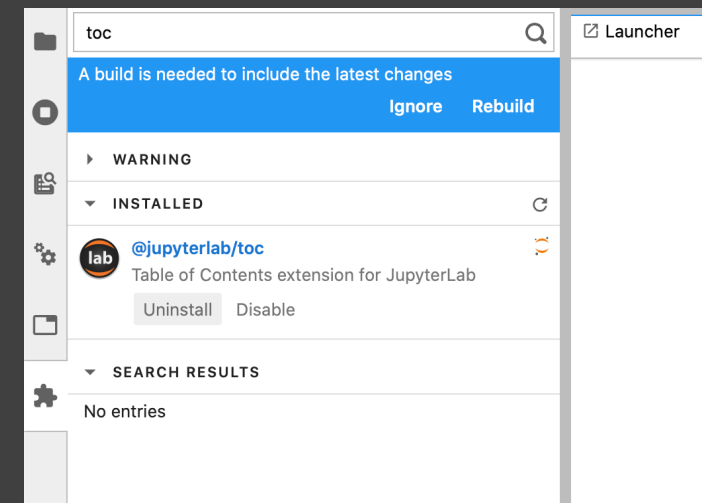 toc
Launcher
A build is needed to include the latest changes
Ignore Rebuild
WARNING
INSTALLED
lab @jupyterlab/toc
Table of Contents extension for JupyterLab
Uninstall Disable
SEARCH RESULTS
No entries